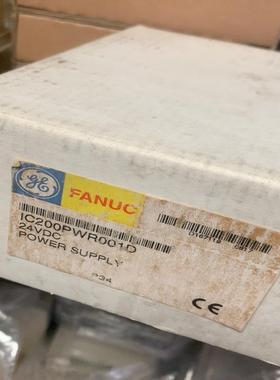 GE
FANUC
IC200PWR001D
24VDC
POWER SUPPLY
P34
CE